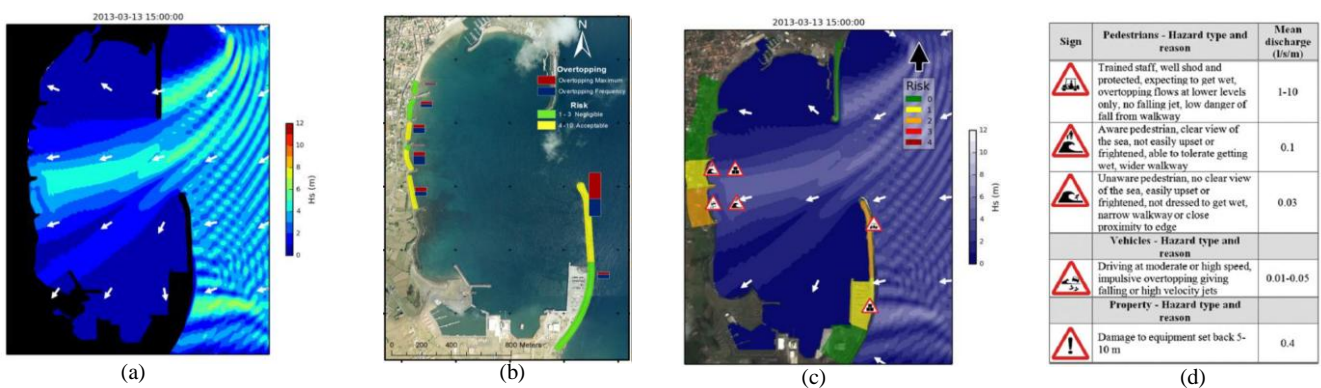 2013-03-13 15:00:00
12
10
8
6
4
2
0
Hs (m)
(a)
N
Overtopping
Overtopping Maximum
Overtopping Frequency
Risk
1 - 3 Negligible
4 -10 Acceptable
0 200 400 800 Meters
(b)
2013-03-13 15:00:00
Risk
0
1
2
3
4
12
10
8
6
4
2
0
Hs (m)
(c)
Sign
Pedestrians - Hazard type and
reason
Mean
discharge
(l/s/m)
Trained staff, well shod and
protected, expecting to get wet,
overtopping flows at lower levels
only, no falling jet, low danger of
fall from walkway
1-10
Aware pedestrian, clear view of
the sea, not easily upset or
frightened, able to tolerate getting
wet, wider walkway
0.1
Unaware pedestrian, no clear view
of the sea, easily upset or
frightened, not dressed to get wet,
narrow walkway or close
proximity to edge
0.03
Vehicles - Hazard type and
reason
Driving at moderate or high speed,
impulsive overtopping giving
falling or high velocity jets
0.01-0.05
Property - Hazard type and
reason
Damage to equipment set back 5-
10 m
0.4
(d)